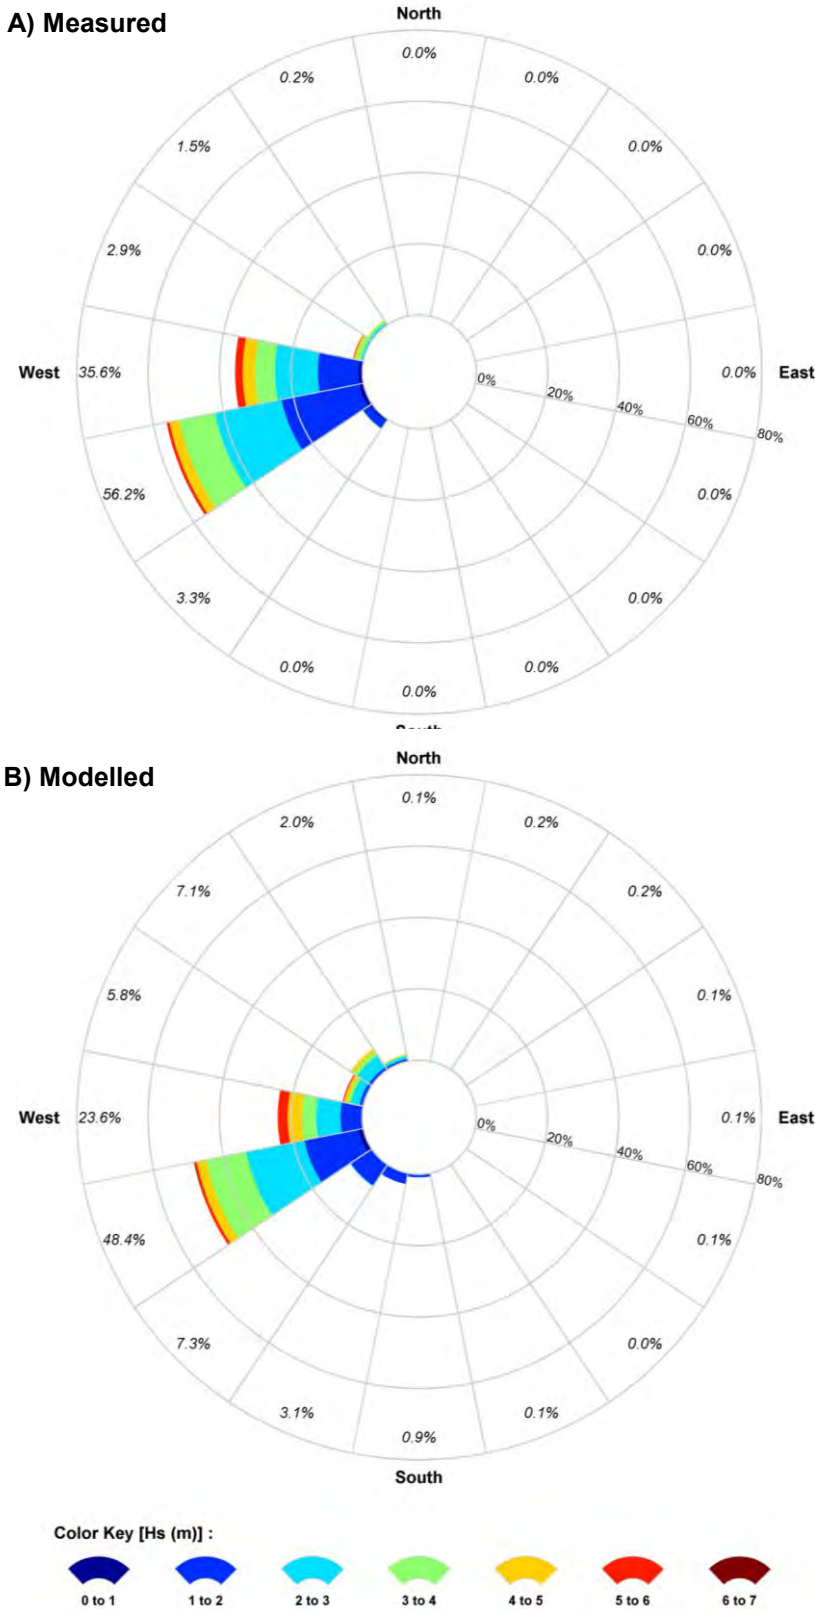 A) Measured
North
0.0%
0.2%
0.0%
1.5%
0.0%
2.9%
0.0%
West
35.6%
0%
20%
40%
60%
80%
0.0%
East
56.2%
0.0%
3.3%
0.0%
0.0%
0.0%
0.0%
B) Modelled
North
0.1%
2.0%
0.2%
7.1%
0.2%
5.8%
0.1%
West
23.6%
0%
20%
40%
60%
80%
0.1%
East
48.4%
0.1%
7.3%
0.0%
3.1%
0.1%
0.9%
South
Color Key [Hs (m)] :
0 to 1
1 to 2
2 to 3
3 to 4
4 to 5
5 to 6
6 to 7